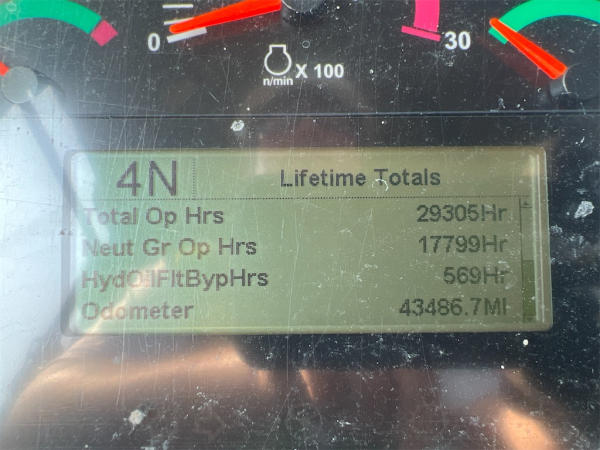 0
30
n/min X 100
4N Lifetime Totals
Total Op Hrs 29305Hr
Neut Gr Op Hrs 17799Hr
HydOilFltBypHrs 569Hr
Odometer 43486.7MI